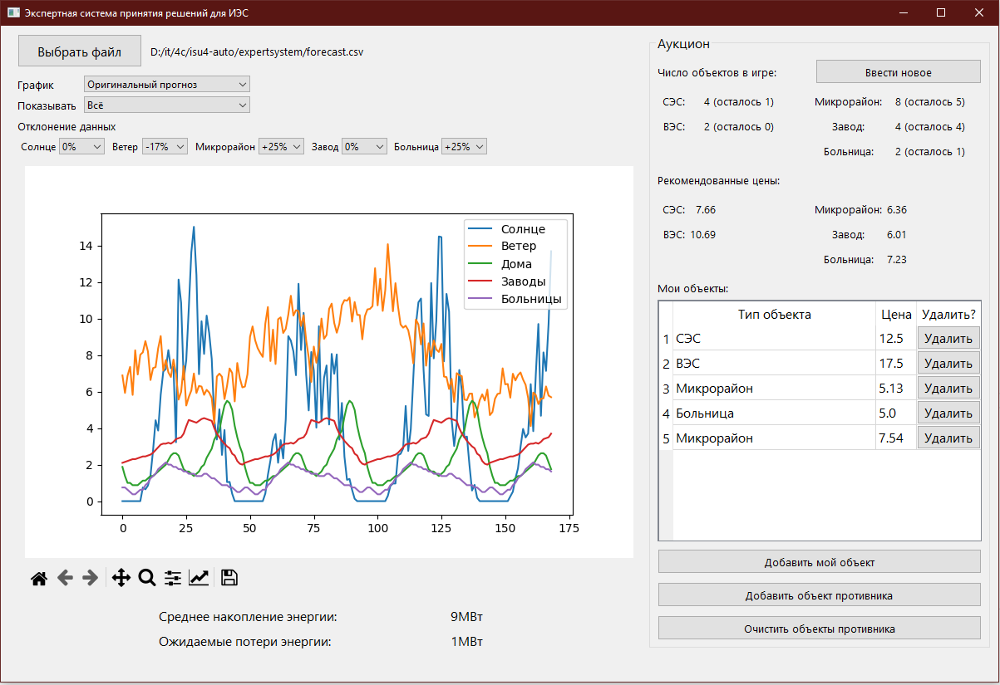 Экспертная система принятия решений для ИЭС
Выбрать файл D:/it/4c/isu4-auto/expertsystem/forecast.csv
График Оригинальный прогноз
Показывать Всё
Отклонение данных
Солнце 0% Ветер -17% Микрорайон +25% Завод 0% Больница +25%
Солнце
Ветер
Дома
Заводы
Больницы
14
12
10
8
6
4
2
0
0 25 50 75 100 125 150 175
Среднее накопление энергии: 9МВт
Ожидаемые потери энергии: 1МВт
Аукцион
Число объектов в игре: Ввести новое
СЭС: 4 (осталось 1) Микрорайон: 8 (осталось 5)
ВЭС: 2 (осталось 0) Завод: 4 (осталось 4)
Больница: 2 (осталось 1)
Рекомендованные цены:
СЭС: 7.66 Микрорайон: 6.36
ВЭС: 10.69 Завод: 6.01
Больница: 7.23
Мои объекты:
Тип объекта Цена Удалить?
1 СЭС 12.5 Удалить
2 ВЭС 17.5 Удалить
3 Микрорайон 5.13 Удалить
4 Больница 5.0 Удалить
5 Микрорайон 7.54 Удалить
Добавить мой объект
Добавить объект противника
Очистить объекты противника